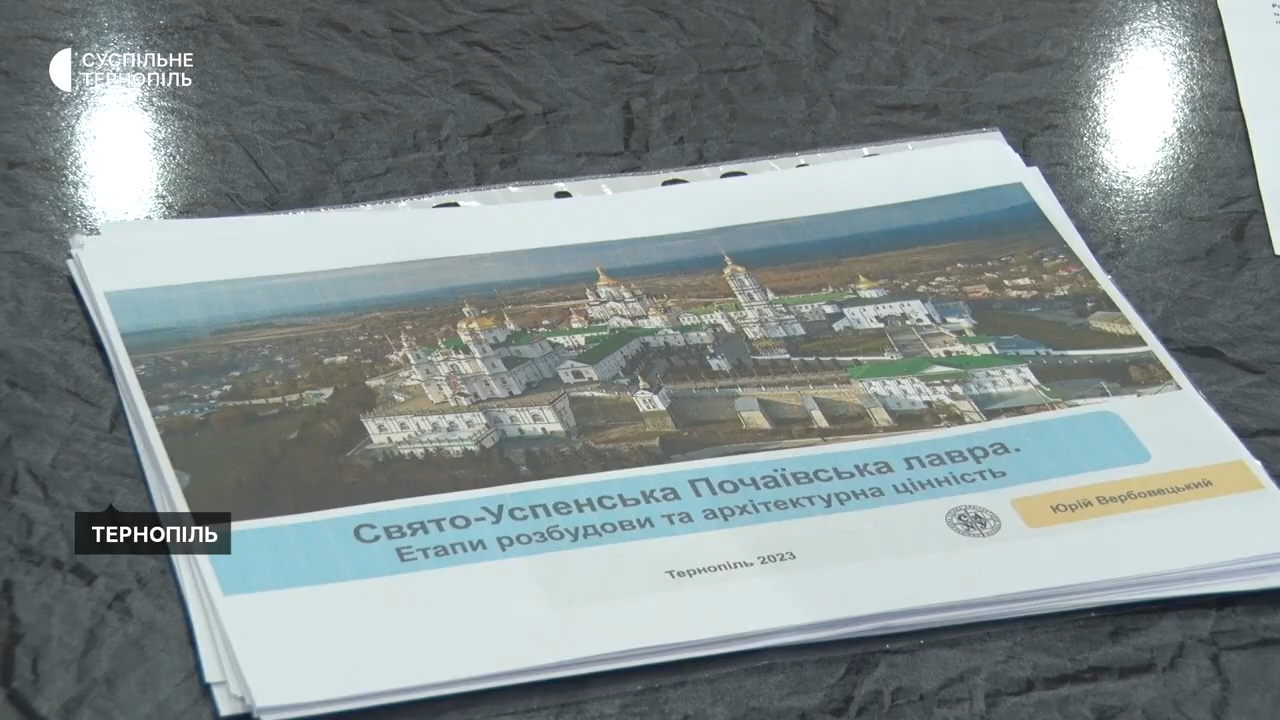 СУСПІЛЬНЕ
ТЕРНОПІЛЬ
Свято-Успенська Почаївська лавра.
Етапи розбудови та архітектурна цінність
Юрій Вербовецький
Тернопіль 2023
ТЕРНОПІЛЬ